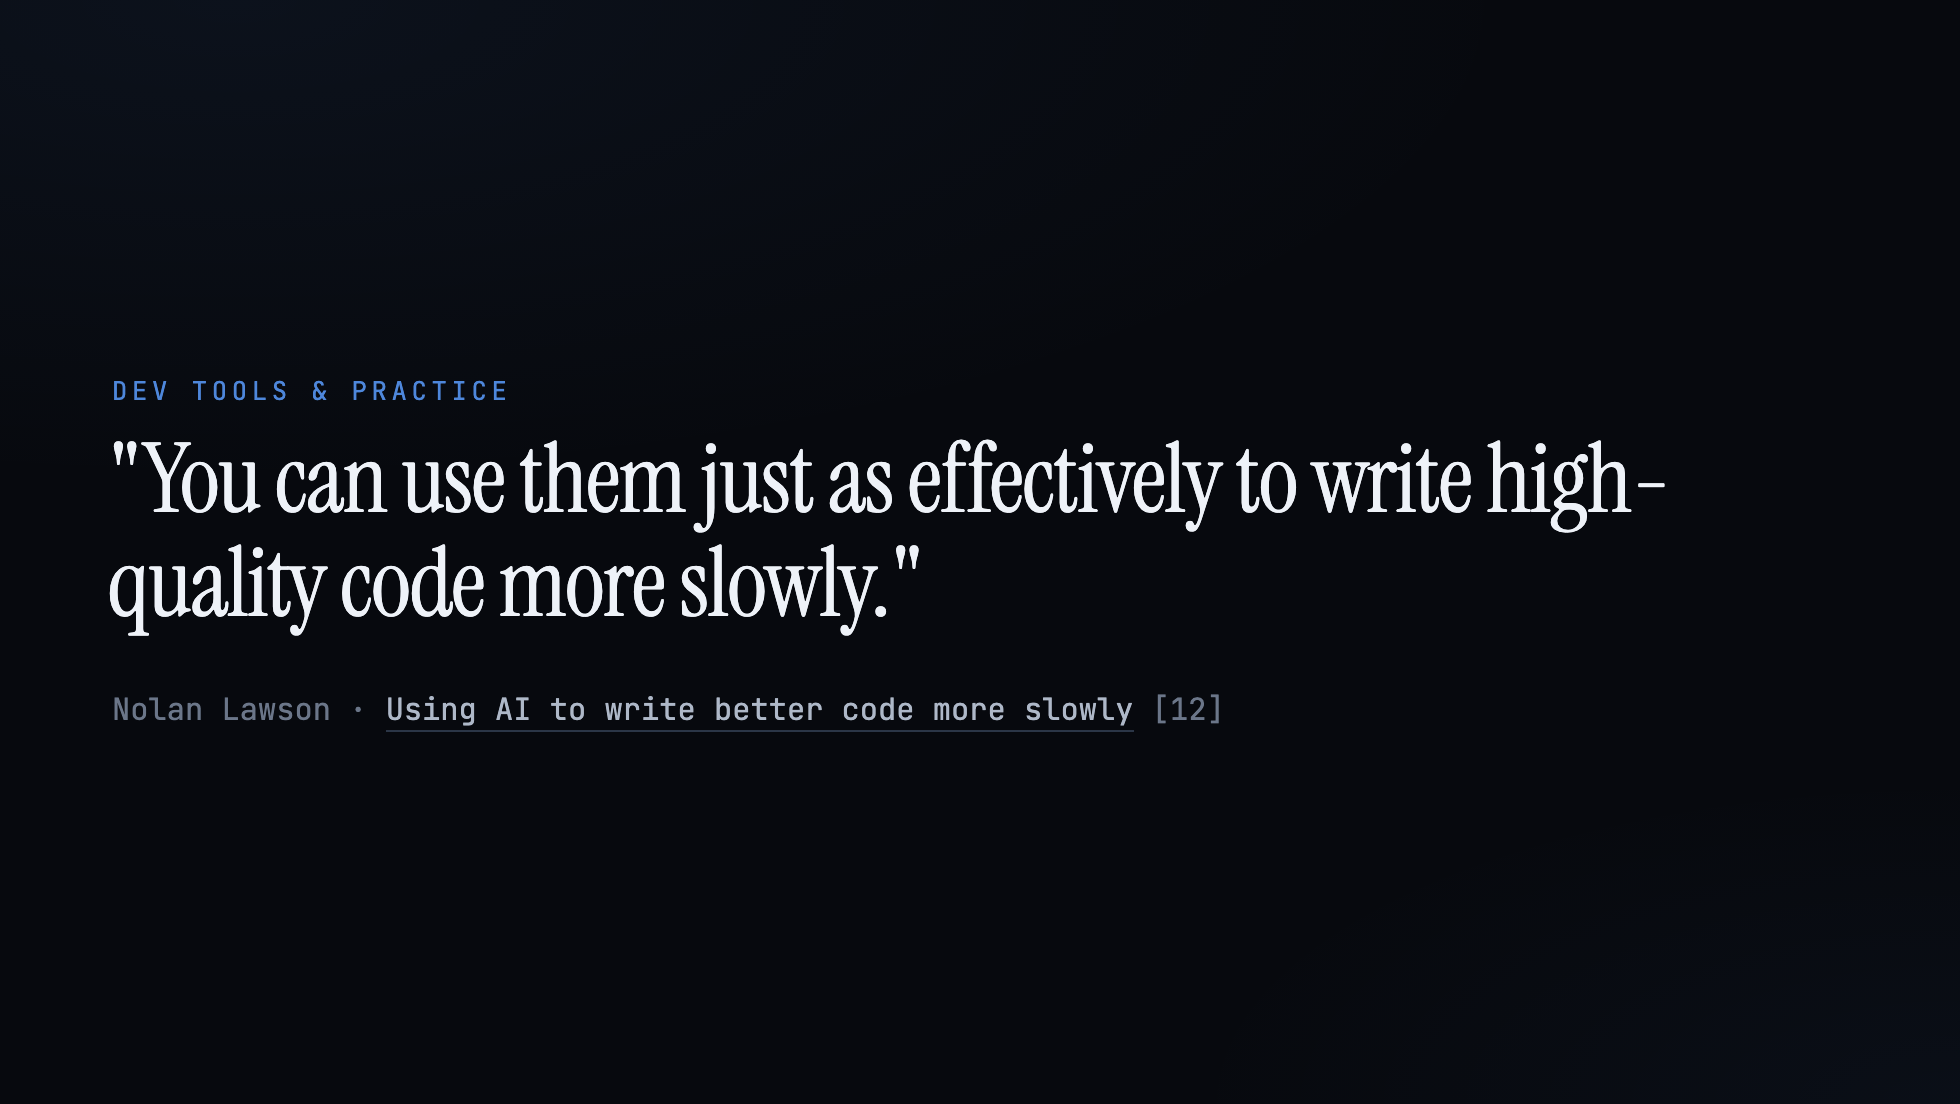 DEV TOOLS & PRACTICE
"You can use them just as effectively to write high-
quality code more slowly."
Nolan Lawson · Using AI to write better code more slowly [12]